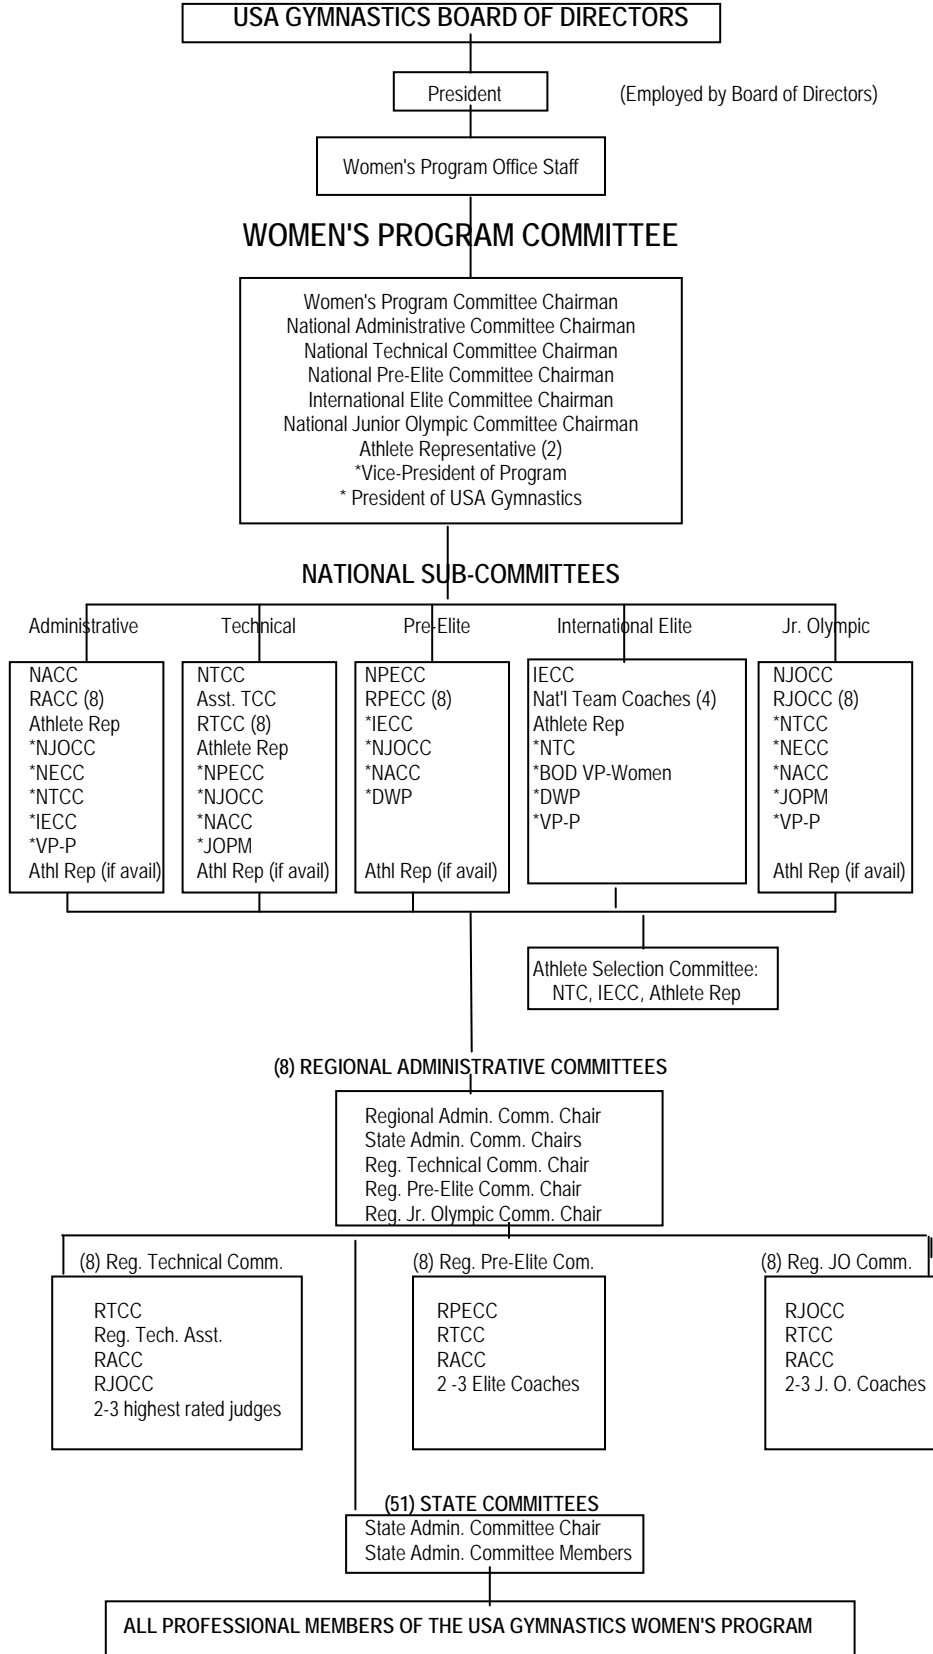 USA GYMNASTICS BOARD OF DIRECTORS
President
(Employed by Board of Directors)
Women's Program Office Staff
WOMEN'S PROGRAM COMMITTEE
Women's Program Committee Chairman
National Administrative Committee Chairman
National Technical Committee Chairman
National Pre-Elite Committee Chairman
International Elite Committee Chairman
National Junior Olympic Committee Chairman
Athlete Representative (2)
*Vice-President of Program
* President of USA Gymnastics
NATIONAL SUB-COMMITTEES
Administrative
NACC
RACC (8)
Athlete Rep
*NJOCC
*NECC
*NTCC
*IECC
*VP-P
Athl Rep (if avail)
Technical
NTCC
Asst. TCC
RTCC (8)
Athlete Rep
*NPECC
*NJOCC
*NACC
*JOPM
Athl Rep (if avail)
Pre-Elite
NPECC
RPECC (8)
*IECC
*NJOCC
*NACC
*DWP
Athl Rep (if avail)
International Elite
IECC
Nat'l Team Coaches (4)
Athlete Rep
*NTC
*BOD VP-Women
*DWP
*VP-P
Jr. Olympic
NJOCC
RJOCC (8)
*NTCC
*NECC
*NACC
*JOPM
*VP-P
Athl Rep (if avail)
Athlete Selection Committee:
NTC, IECC, Athlete Rep
(8) REGIONAL ADMINISTRATIVE COMMITTEES
Regional Admin. Comm. Chair
State Admin. Comm. Chairs
Reg. Technical Comm. Chair
Reg. Pre-Elite Comm. Chair
Reg. Jr. Olympic Comm. Chair
(8) Reg. Technical Comm.
RTCC
Reg. Tech. Asst.
RACC
RJOCC
2-3 highest rated judges
(8) Reg. Pre-Elite Com.
RPECC
RTCC
RACC
2 -3 Elite Coaches
(8) Reg. JO Comm.
RJOCC
RTCC
RACC
2-3 J. O. Coaches
(51) STATE COMMITTEES
State Admin. Committee Chair
State Admin. Committee Members
ALL PROFESSIONAL MEMBERS OF THE USA GYMNASTICS WOMEN'S PROGRAM